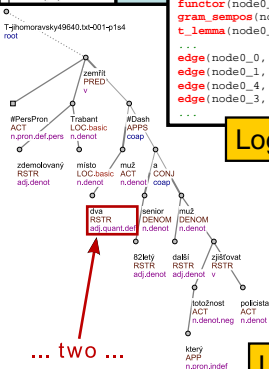 T-jihomoravsky49640.txt-001-p1s4
root
functor(node0_
gram_sempos(no
t_lemma(node0_
...
edge(node0_0,
edge(node0_1,
edge(node0_4,
edge(node0_3,
...
Log
zemřít
PRED
v
#PersPron
ACT
n.pron.def.pers
Trabant
LOC.basic
n.denot
#Dash
APPS
coap
zdemolovaný
RSTR
adj.denot
místo
LOC.basic
n.denot
muž
ACT
n.denot
a
CONJ
coap
dva
RSTR
adj.quant.def
senior
DENOM
n.denot
muž
DENOM
n.denot
82letý
RSTR
adj.denot
další
RSTR
adj.denot
zjišťovat
RSTR
v
... two ...
totožnost
ACT
n.denot.neg
policista
ACT
n.denot
který
APP
n.pron.indef